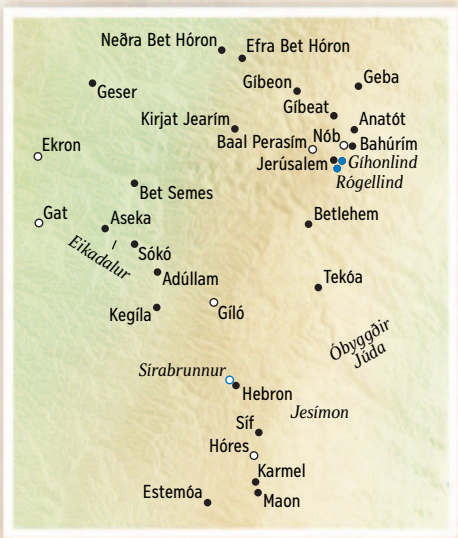 Neðra Bet Hóron
Efra Bet Hóron
Geser
Gíbeon
Geba
Gíbeat
Kirjat Jearím
Anatót
Baal Perasím
Nób
Bahúrím
Ekron
Jerúsalem
Gíhonlind
Rógellind
Bet Semes
Gat
Aseka
Betlehem
Eikadalur
Sókó
Adúllam
Tekóa
Kegíla
Gíló
Óbyggðir
Júda
Sírabrunnur
Hebron
Jesímon
Síf
Hóres
Karmel
Estemóa
Maon